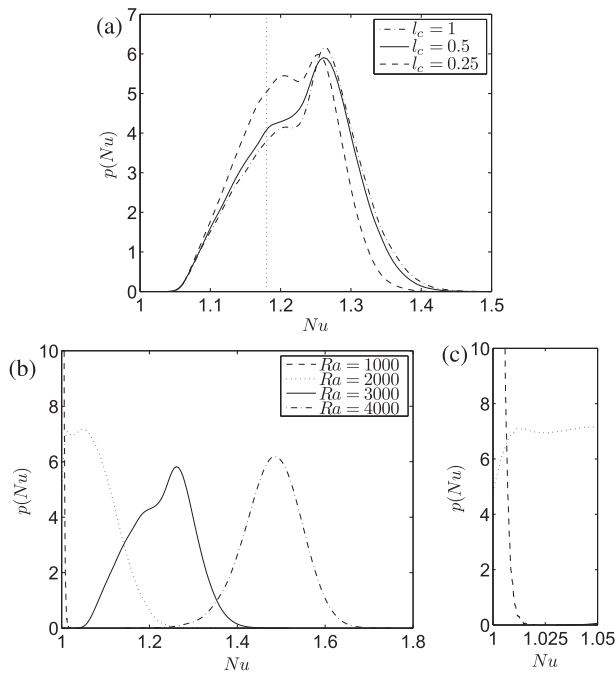 (a)
7
6
5
4
3
2
1
0
p(Nu)
l_c = 1
l_c = 0.5
l_c = 0.25
1 1.1 1.2 1.3 1.4 1.5
Nu
(b)
10
8
6
4
2
0
p(Nu)
Ra = 1000
Ra = 2000
Ra = 3000
Ra = 4000
1 1.2 1.4 1.6 1.8
Nu
(c)
10
8
6
4
2
0
p(Nu)
1 1.025 1.05
Nu